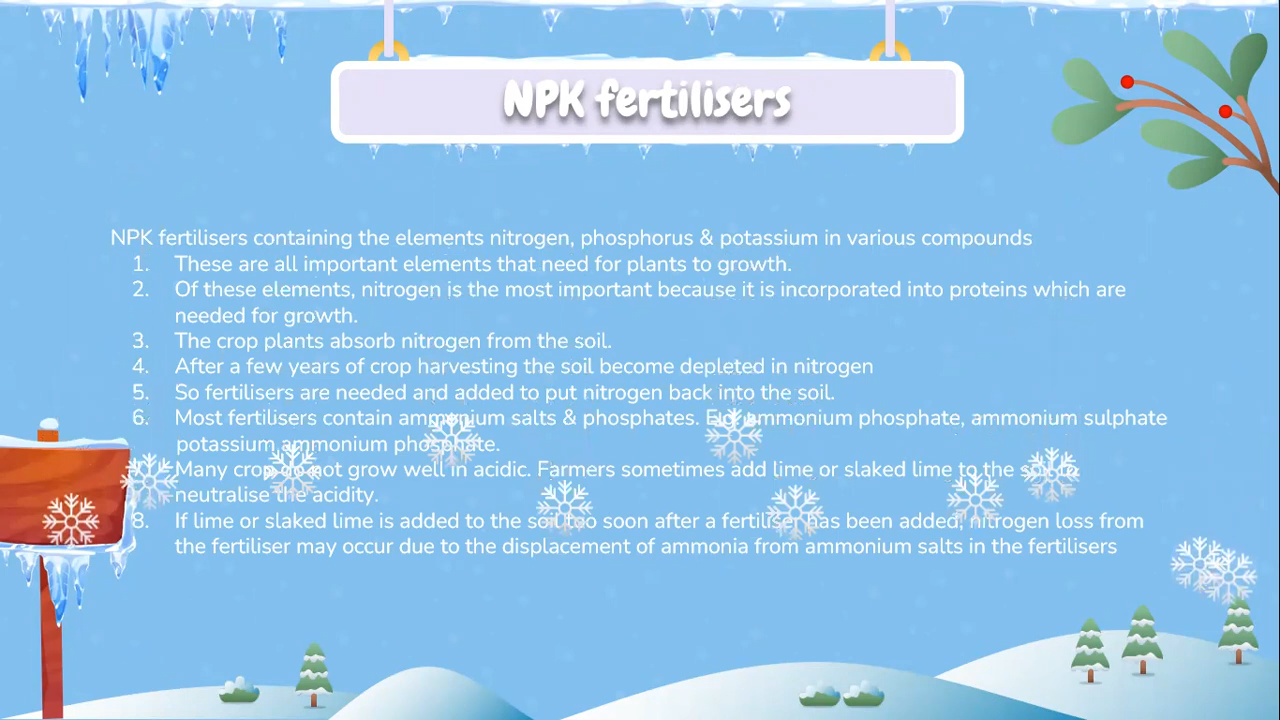 NPK fertilisers
NPK fertilisers containing the elements nitrogen, phosphorus & potassium in various compounds
1. These are all important elements that need for plants to growth.
2. Of these elements, nitrogen is the most important because it is incorporated into proteins which are
needed for growth.
3. The crop plants absorb nitrogen from the soil.
4. After a few years of crop harvesting the soil become depleted in nitrogen
5. So fertilisers are needed and added to put nitrogen back into the soil.
6. Most fertilisers contain ammonium salts & phosphates. E.g ammonium phosphate, ammonium sulphate
potassium ammonium phosphate.
7. Many crop do not grow well in acidic. Farmers sometimes add lime or slaked lime to the soil to
neutralise the acidity.
8. If lime or slaked lime is added to the soil too soon after a fertiliser has been added, nitrogen loss from
the fertiliser may occur due to the displacement of ammonia from ammonium salts in the fertilisers